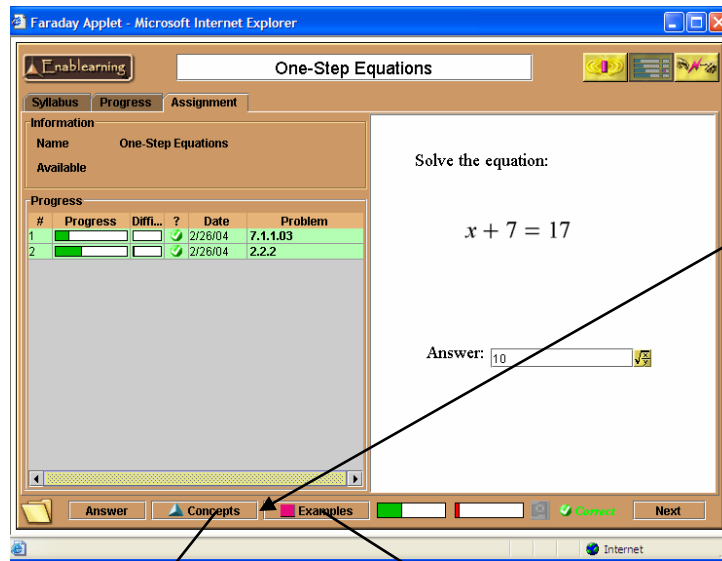 Faraday Applet - Microsoft Internet Explorer
Enablearning
One-Step Equations
Syllabus Progress Assignment
Information
Name One-Step Equations
Available
Progress
# Progress Diffi... ? Date Problem
1 2/26/04 7.1.1.03
2 2/26/04 2.2.2
Solve the equation:
x + 7 = 17
Answer: 10
Answer Concepts Examples Correct Next
Internet